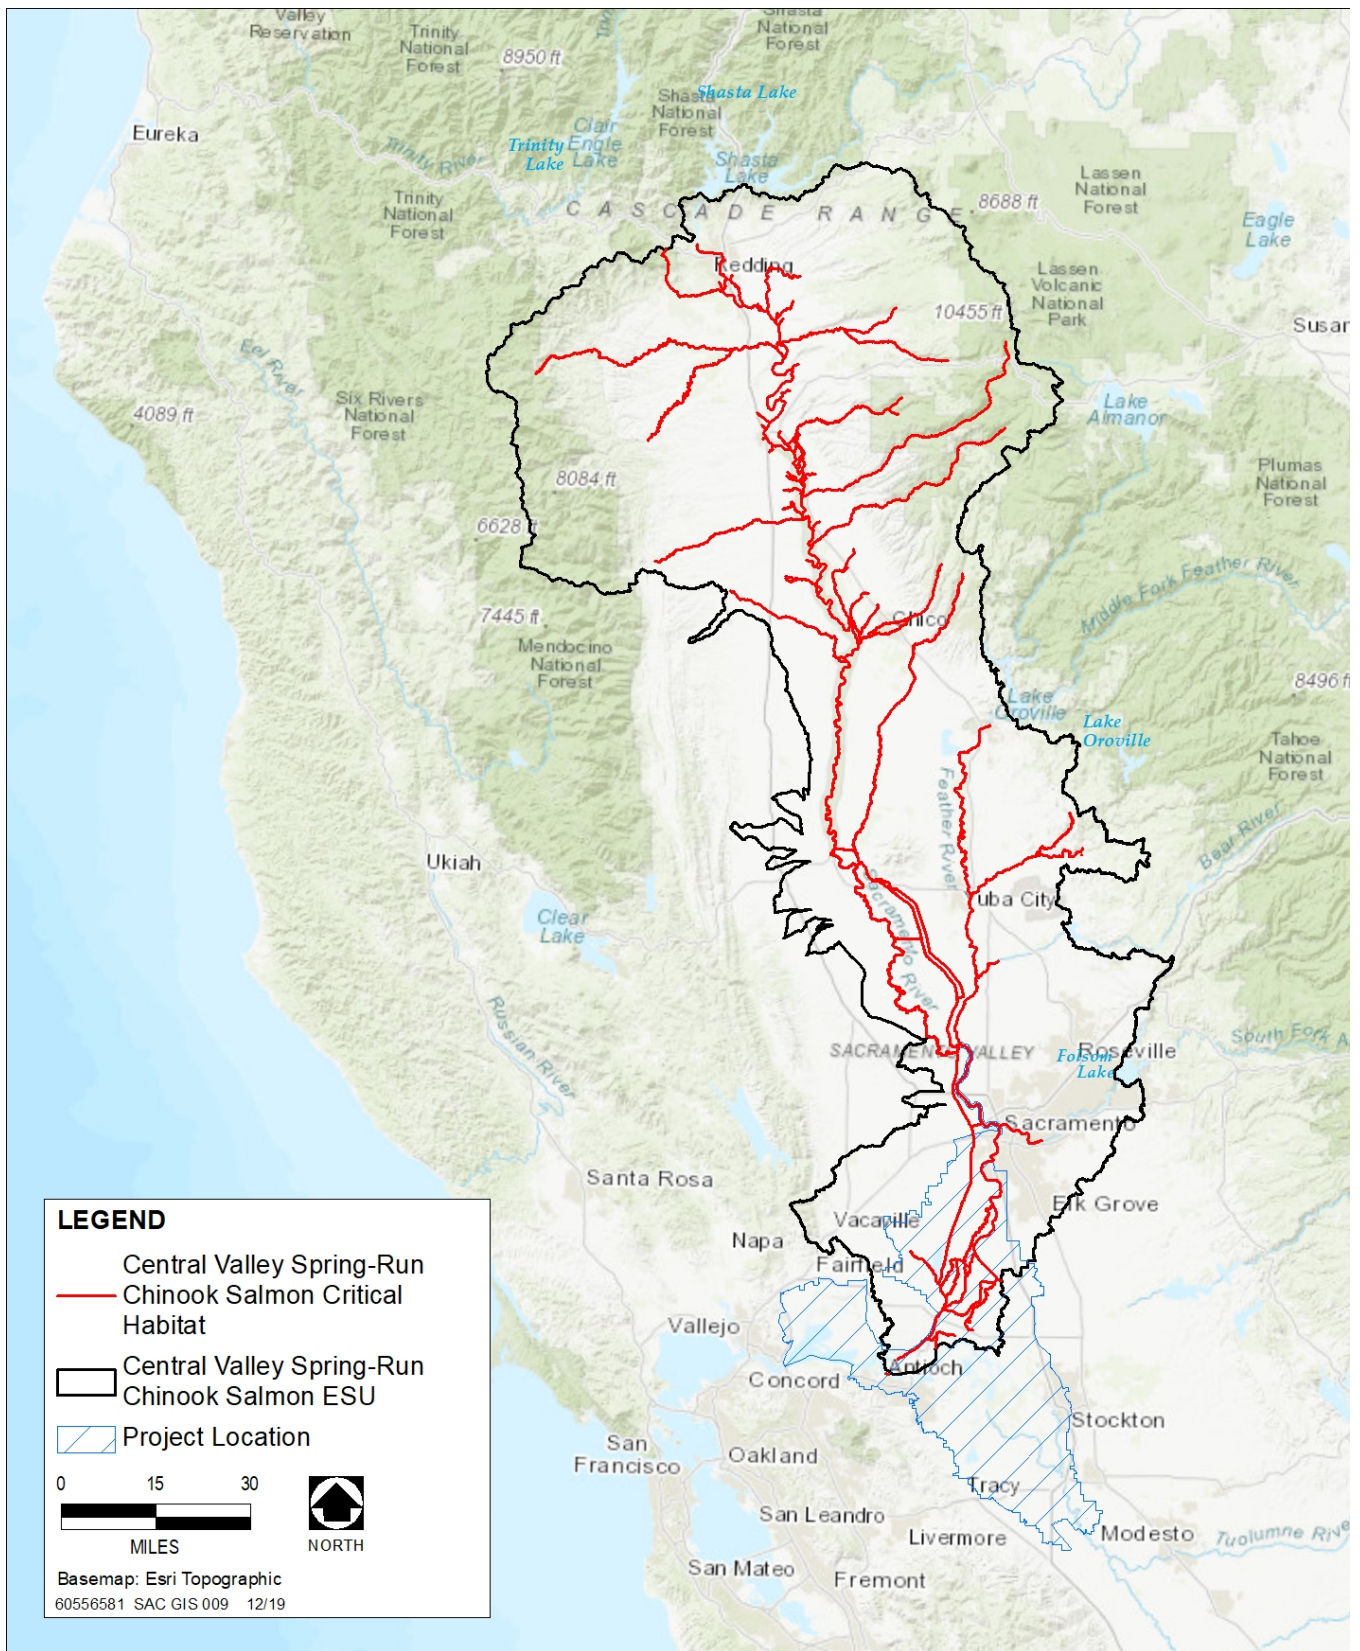 Valley
Reservation
Trinity
National
Forest
8950 ft
Shasta
National
Forest
Shasta Lake
Shasta
National
Forest
Eureka
Trinity River
Trinity
Lake
Clair
Engle
Lake
Shasta
Lake
Trinity
National
Forest
CASCADE RANGE
8688 ft
Lassen
National
Forest
Eagle
Lake
Redding
Lassen
Volcanic
National
Park
10455 ft
Susan
Eel River
Six Rivers
National
Forest
4089 ft
Lake
Almanor
8084 ft
Plumas
National
Forest
6628 ft
Middle Fork Feather River
7445 ft
Chico
Mendocino
National
Forest
8496 ft
Lake
Oroville
Lake
Oroville
Tahoe
National
Forest
Feather River
Bear River
Ukiah
Clear
Lake
Sacramento River
uba City
Russian River
SACRAMENTO VALLEY
Roseville
South Fork A
Folsom
Lake
Sacramento
Santa Rosa
Elk Grove
Vacaville
Napa
Fairfield
Vallejo
Antioch
Concord
Stockton
San
Francisco
Oakland
Tracy
San Leandro
Livermore
Modesto
Tuolumne River
San Mateo
Fremont
LEGEND
Central Valley Spring-Run
Chinook Salmon Critical
Habitat
Central Valley Spring-Run
Chinook Salmon ESU
Project Location
0 15 30
MILES
NORTH
Basemap: Esri Topographic
60556581 SAC GIS 009 12/19